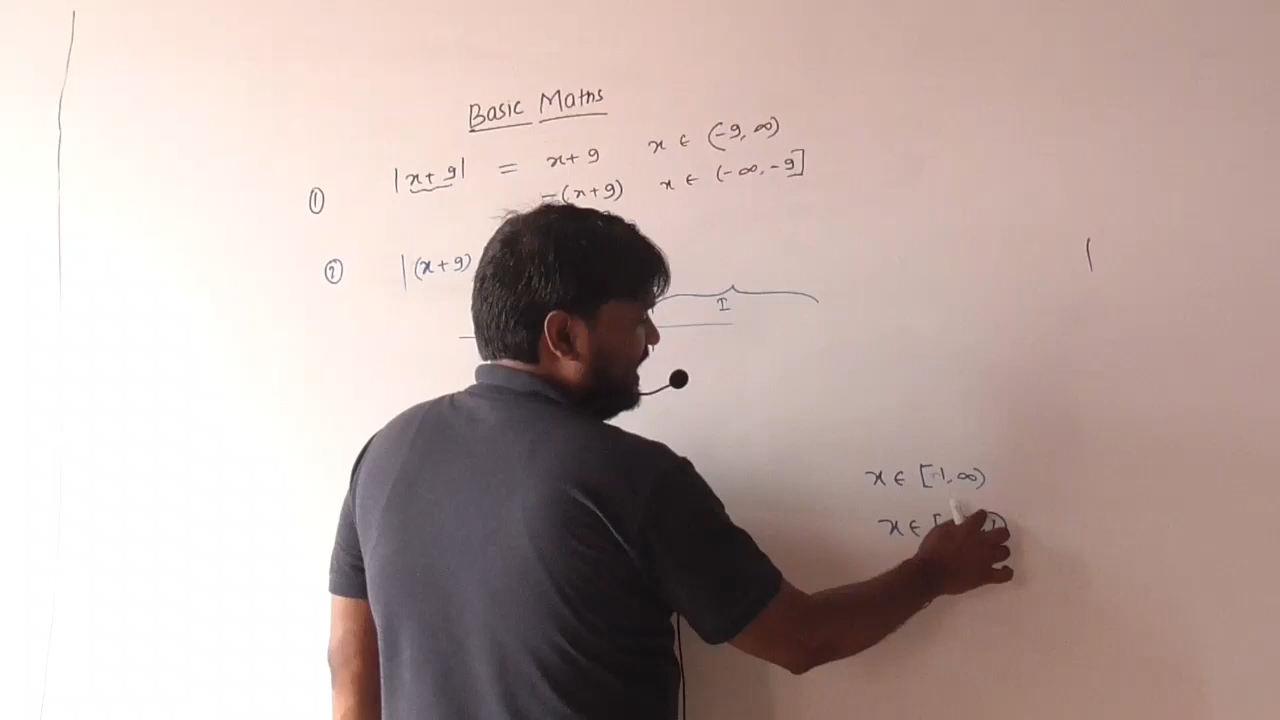 Basic Maths
① |x+9| = x+9 x ∈ (-9, ∞)
-(x+9) x ∈ (-∞, -9]
② |(x+9)
I
x ∈ [-1, ∞)
x ∈ [